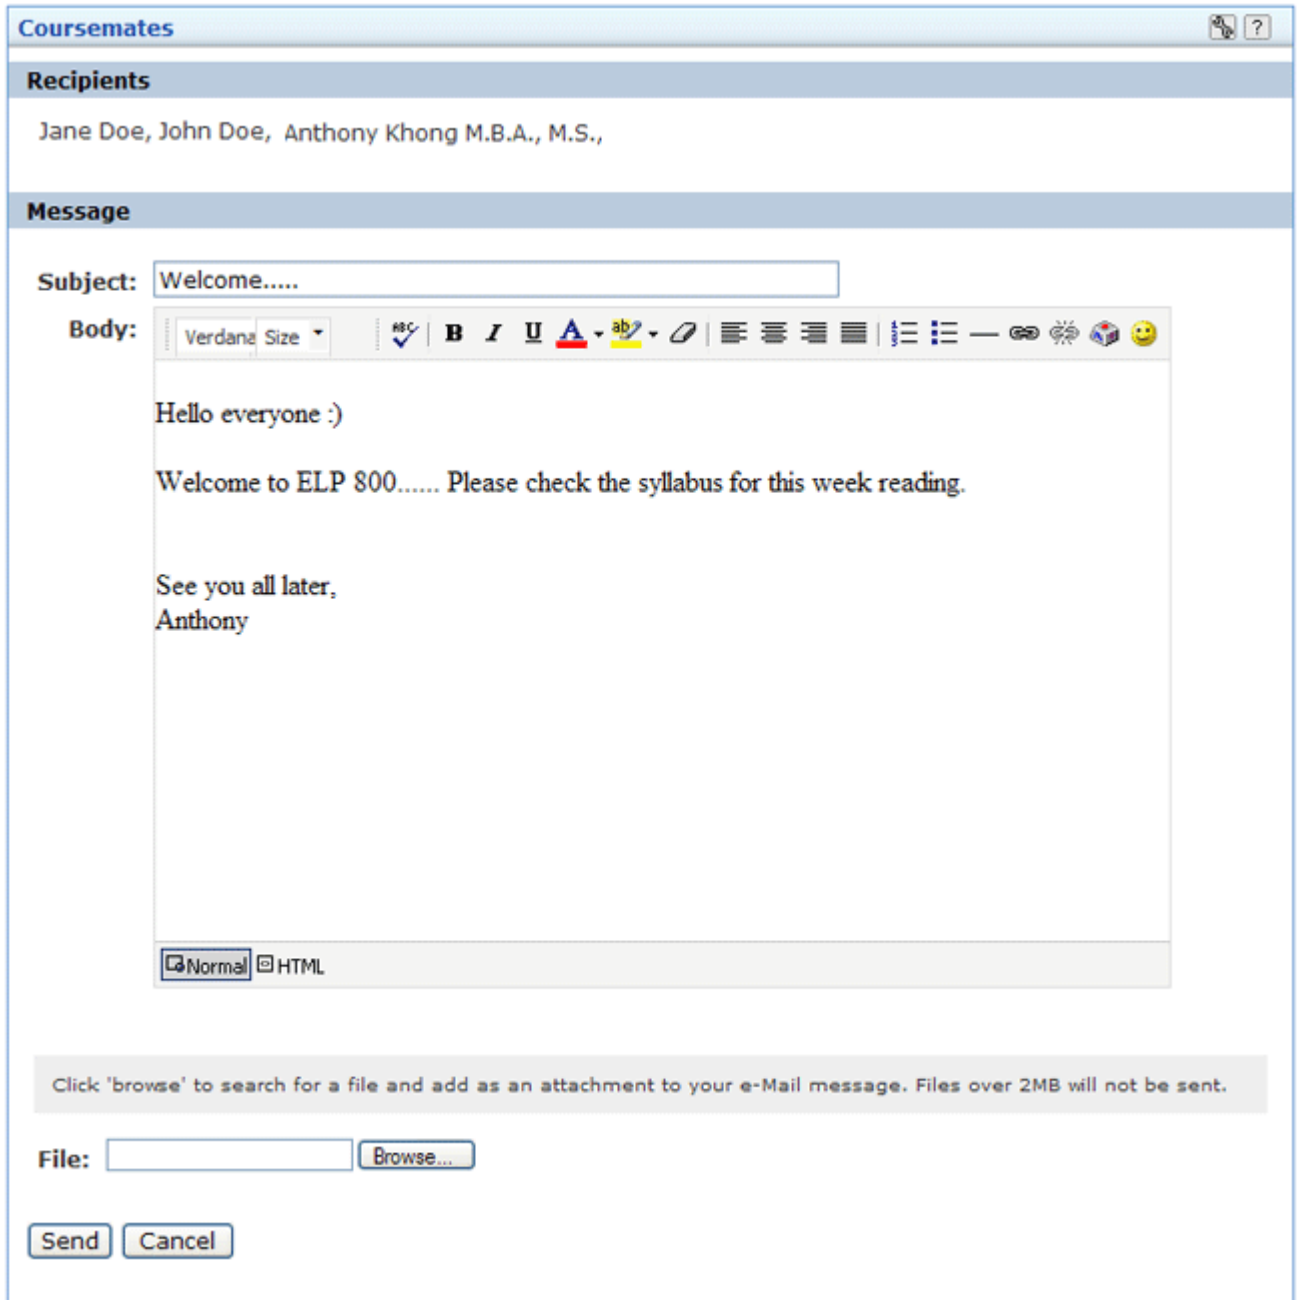 Coursemates
?
Recipients
Jane Doe, John Doe, Anthony Khong M.B.A., M.S.,
Message
Subject: Welcome.....
Body: Verdana Size ABC B I U A ab
Hello everyone :)
Welcome to ELP 800...... Please check the syllabus for this week reading.
See you all later,
Anthony
Normal HTML
Click 'browse' to search for a file and add as an attachment to your e-Mail message. Files over 2MB will not be sent.
File: Browse...
Send Cancel